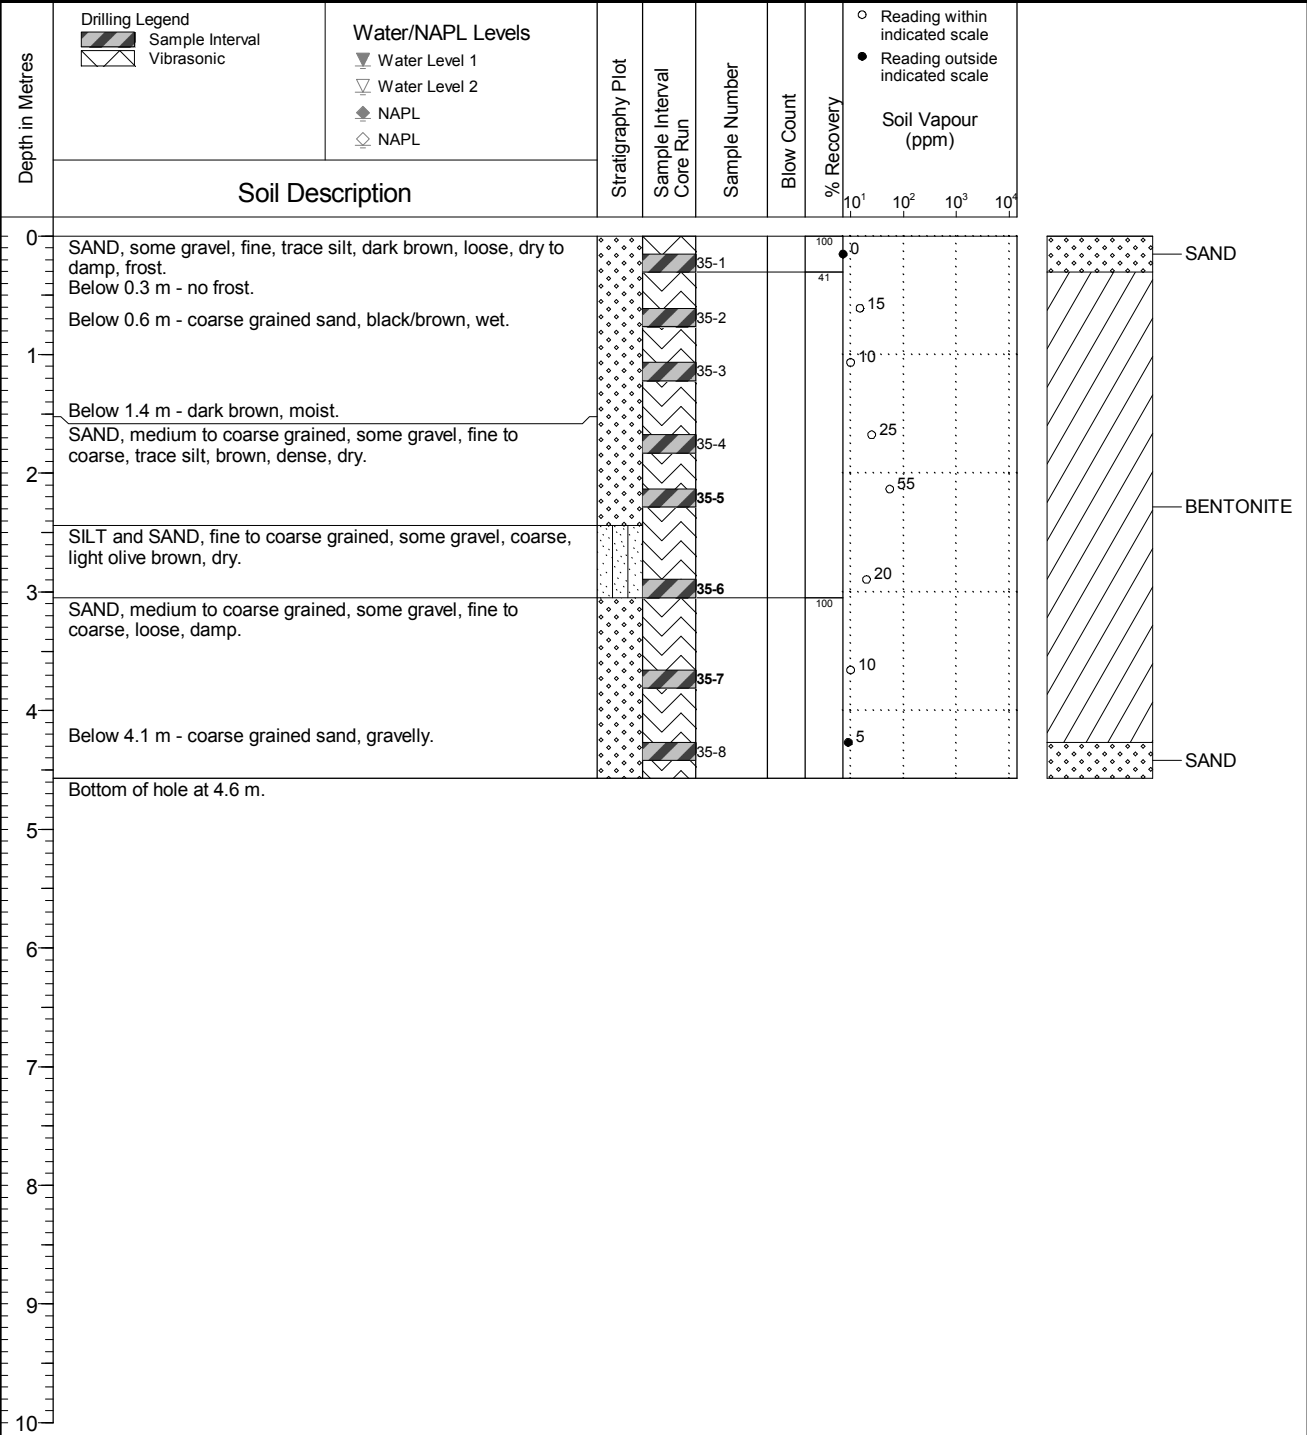 Depth in Metres
Drilling Legend
Sample Interval
Vibrasonic
Water/NAPL Levels
Water Level 1
Water Level 2
NAPL
NAPL
Soil Description
Stratigraphy Plot
Sample Interval
Core Run
Sample Number
Blow Count
% Recovery
Reading within
indicated scale
Reading outside
indicated scale
Soil Vapour
(ppm)
10¹ 10² 10³ 10⁴
0
SAND, some gravel, fine, trace silt, dark brown, loose, dry to
damp, frost.
Below 0.3 m - no frost.
Below 0.6 m - coarse grained sand, black/brown, wet.
35-1
100
0
SAND
41
15
35-2
1
35-3
10
Below 1.4 m - dark brown, moist.
SAND, medium to coarse grained, some gravel, fine to
coarse, trace silt, brown, dense, dry.
35-4
25
2
35-5
55
BENTONITE
SILT and SAND, fine to coarse grained, some gravel, coarse,
light olive brown, dry.
20
3
35-6
SAND, medium to coarse grained, some gravel, fine to
coarse, loose, damp.
100
35-7
10
4
Below 4.1 m - coarse grained sand, gravelly.
35-8
5
SAND
Bottom of hole at 4.6 m.
5
6
7
8
9
10